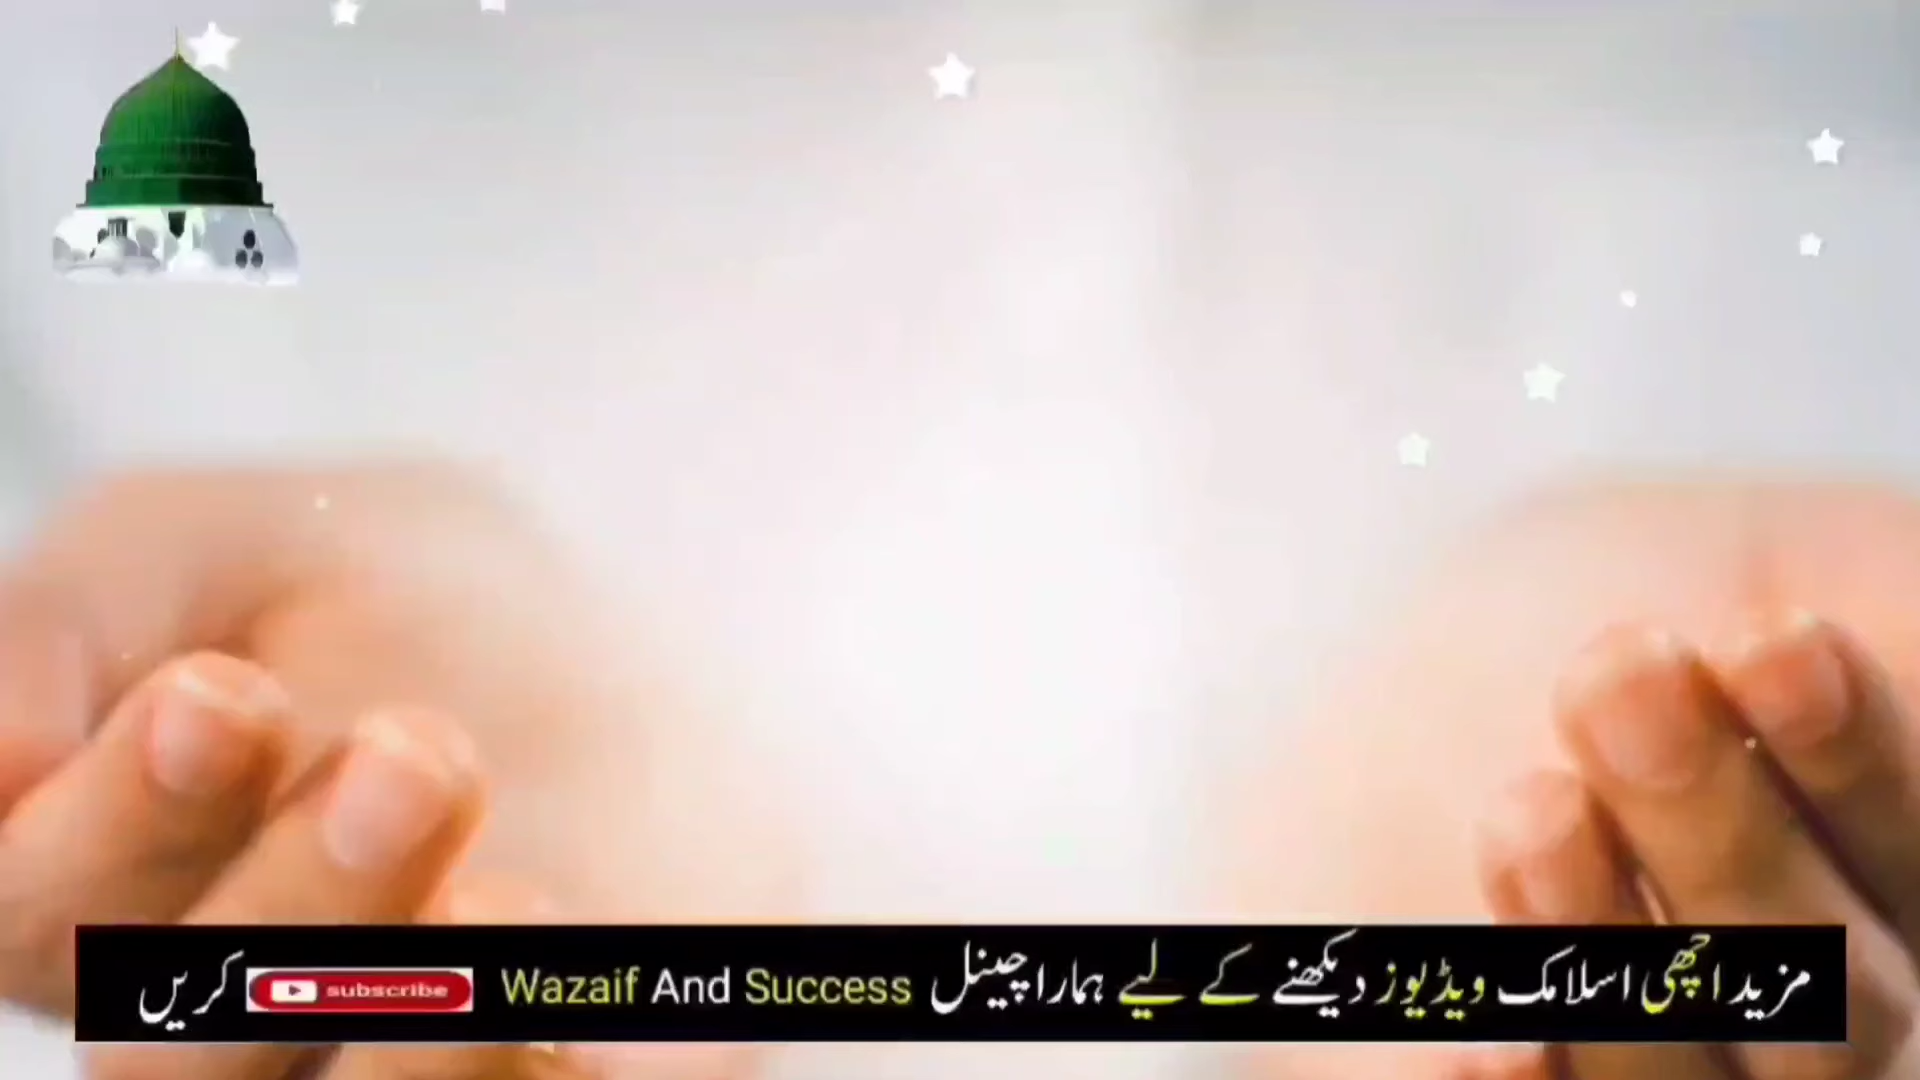 مزید اچھی اسلامک ویڈیوز دیکھنے کے لیے ہمارا چینل Wazaif And Success subscribe کریں